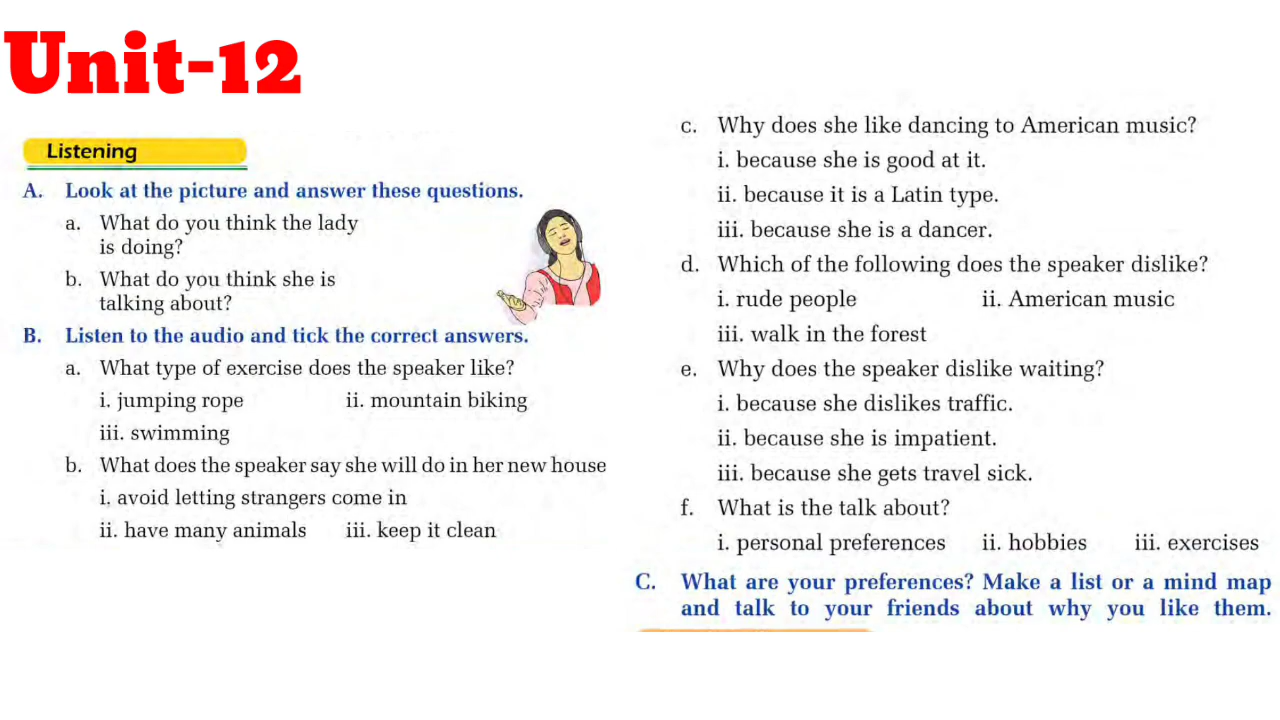 Unit-12
Listening
A. Look at the picture and answer these questions.
a. What do you think the lady
is doing?
b. What do you think she is
talking about?
B. Listen to the audio and tick the correct answers.
a. What type of exercise does the speaker like?
i. jumping rope ii. mountain biking
iii. swimming
b. What does the speaker say she will do in her new house
i. avoid letting strangers come in
ii. have many animals iii. keep it clean
c. Why does she like dancing to American music?
i. because she is good at it.
ii. because it is a Latin type.
iii. because she is a dancer.
d. Which of the following does the speaker dislike?
i. rude people ii. American music
iii. walk in the forest
e. Why does the speaker dislike waiting?
i. because she dislikes traffic.
ii. because she is impatient.
iii. because she gets travel sick.
f. What is the talk about?
i. personal preferences ii. hobbies iii. exercises
C. What are your preferences? Make a list or a mind map
and talk to your friends about why you like them.